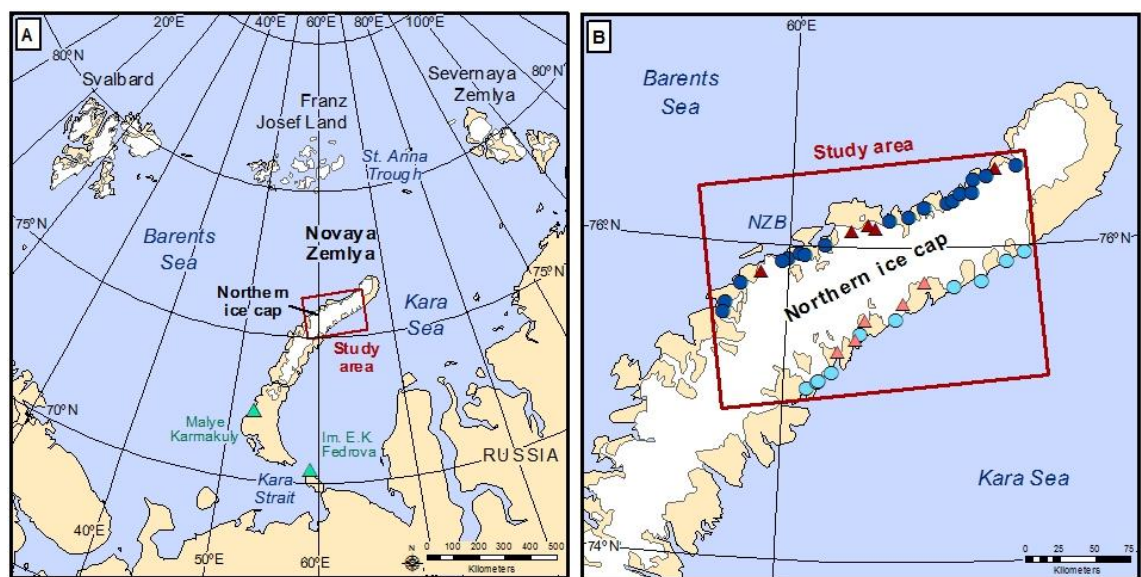 A
20°E
40°E
60°E
80°E
100°E
80°N
Svalbard
Severnaya
Zemlya
80°N
Franz
Josef Land
St. Anna
Trough
75°N
Barents
Sea
Novaya
Zemlya
75°N
Northern
ice cap
Kara
Sea
Study
area
70°N
Malye
Karmakuly
Im. E.K.
Fedrova
70°N
RUSSIA
Kara
Strait
40°E
50°E
60°E
0 100 200 300 400 500
Kilometers
B
60°E
Barents
Sea
Study area
76°N
NZB
76°N
Northern ice cap
Kara Sea
74°N
0 25 50 75
Kilometers